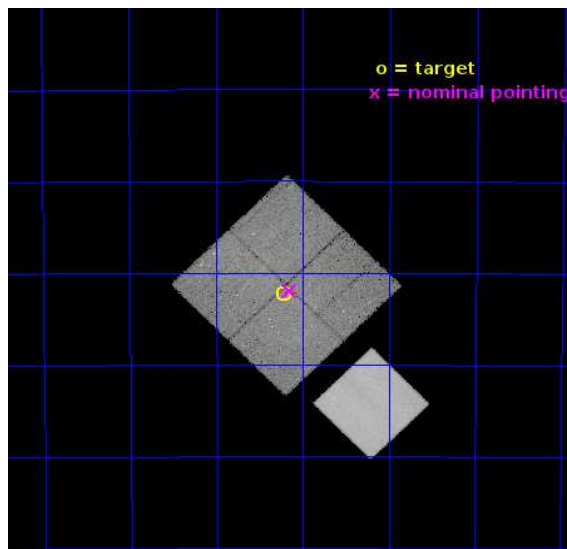 o = target
x = nominal pointing